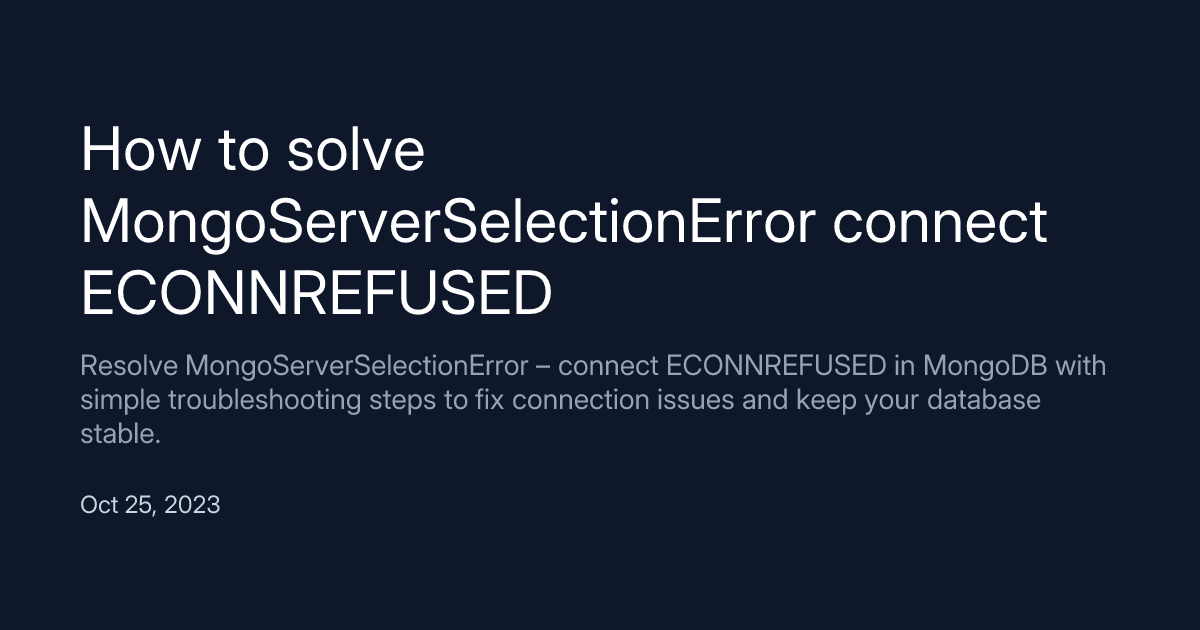 How to solve
MongoServerSelectionError connect
ECONNREFUSED
Resolve MongoServerSelectionError – connect ECONNREFUSED in MongoDB with
simple troubleshooting steps to fix connection issues and keep your database
stable.
Oct 25, 2023